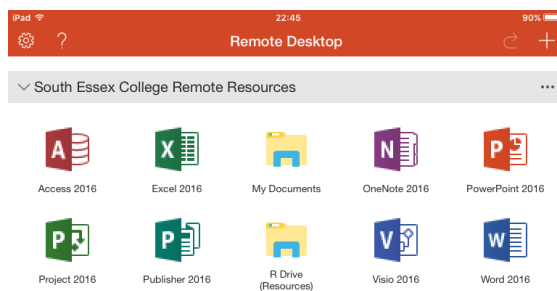 iPad 22:45 90%
? Remote Desktop +
South Essex College Remote Resources ...
A X N P
Access 2016 Excel 2016 My Documents OneNote 2016 PowerPoint 2016
P P V W
Project 2016 Publisher 2016 R Drive Visio 2016 Word 2016
(Resources)